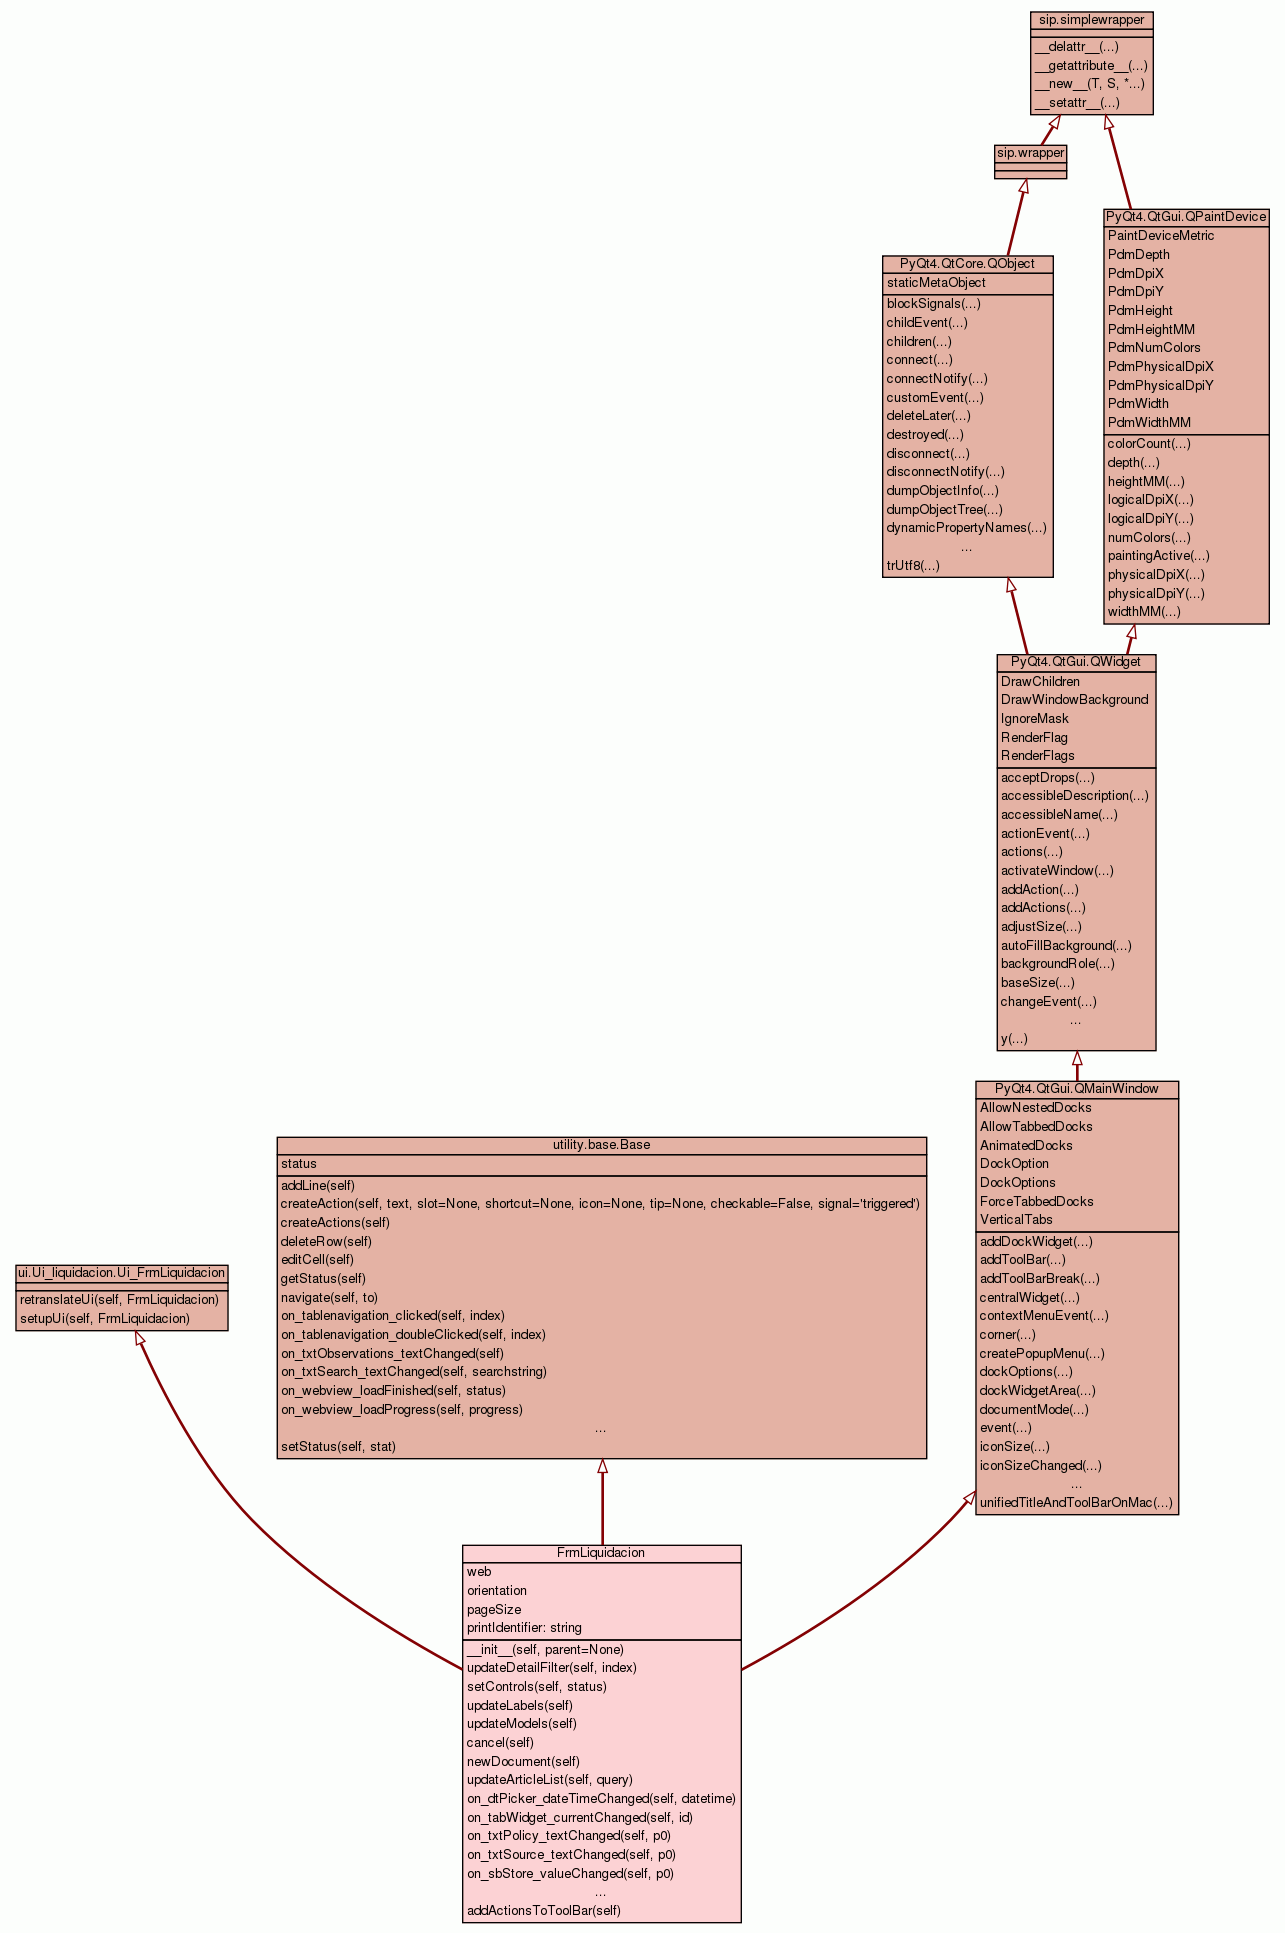 sip.simplewrapper
__delattr__(...)
__getattribute__(...)
__new__(T, S, *...)
__setattr__(...)
sip.wrapper
PyQt4.QtGui.QPaintDevice
PaintDeviceMetric
PdmDepth
PdmDpiX
PdmDpiY
PdmHeight
PdmHeightMM
PdmNumColors
PdmPhysicalDpiX
PdmPhysicalDpiY
PdmWidth
PdmWidthMM
colorCount(...)
depth(...)
heightMM(...)
logicalDpiX(...)
logicalDpiY(...)
numColors(...)
paintingActive(...)
physicalDpiX(...)
physicalDpiY(...)
widthMM(...)
PyQt4.QtCore.QObject
staticMetaObject
blockSignals(...)
childEvent(...)
children(...)
connect(...)
connectNotify(...)
customEvent(...)
deleteLater(...)
destroyed(...)
disconnect(...)
disconnectNotify(...)
dumpObjectInfo(...)
dumpObjectTree(...)
dynamicPropertyNames(...)
...
trUtf8(...)
PyQt4.QtGui.QWidget
DrawChildren
DrawWindowBackground
IgnoreMask
RenderFlag
RenderFlags
acceptDrops(...)
accessibleDescription(...)
accessibleName(...)
actionEvent(...)
actions(...)
activateWindow(...)
addAction(...)
addActions(...)
adjustSize(...)
autoFillBackground(...)
backgroundRole(...)
baseSize(...)
changeEvent(...)
...
y(...)
PyQt4.QtGui.QMainWindow
AllowNestedDocks
AllowTabbedDocks
AnimatedDocks
DockOption
DockOptions
ForceTabbedDocks
VerticalTabs
addDockWidget(...)
addToolBar(...)
addToolBarBreak(...)
centralWidget(...)
contextMenuEvent(...)
corner(...)
createPopupMenu(...)
dockOptions(...)
dockWidgetArea(...)
documentMode(...)
event(...)
iconSize(...)
iconSizeChanged(...)
...
unifiedTitleAndToolBarOnMac(...)
utility.base.Base
status
addLine(self)
createAction(self, text, slot=None, shortcut=None, icon=None, tip=None, checkable=False, signal='triggered')
createActions(self)
deleteRow(self)
editCell(self)
getStatus(self)
navigate(self, to)
on_tablenavigation_clicked(self, index)
on_tablenavigation_doubleClicked(self, index)
on_txtObservations_textChanged(self)
on_txtSearch_textChanged(self, searchstring)
on_webview_loadFinished(self, status)
on_webview_loadProgress(self, progress)
...
setStatus(self, stat)
ui.Ui_liquidacion.Ui_FrmLiquidacion
retranslateUi(self, FrmLiquidacion)
setupUi(self, FrmLiquidacion)
FrmLiquidacion
web
orientation
pageSize
printIdentifier: string
__init__(self, parent=None)
updateDetailFilter(self, index)
setControls(self, status)
updateLabels(self)
updateModels(self)
cancel(self)
newDocument(self)
updateArticleList(self, query)
on_dtPicker_dateTimeChanged(self, datetime)
on_tabWidget_currentChanged(self, id)
on_txtPolicy_textChanged(self, p0)
on_txtSource_textChanged(self, p0)
on_sbStore_valueChanged(self, p0)
...
addActionsToToolBar(self)